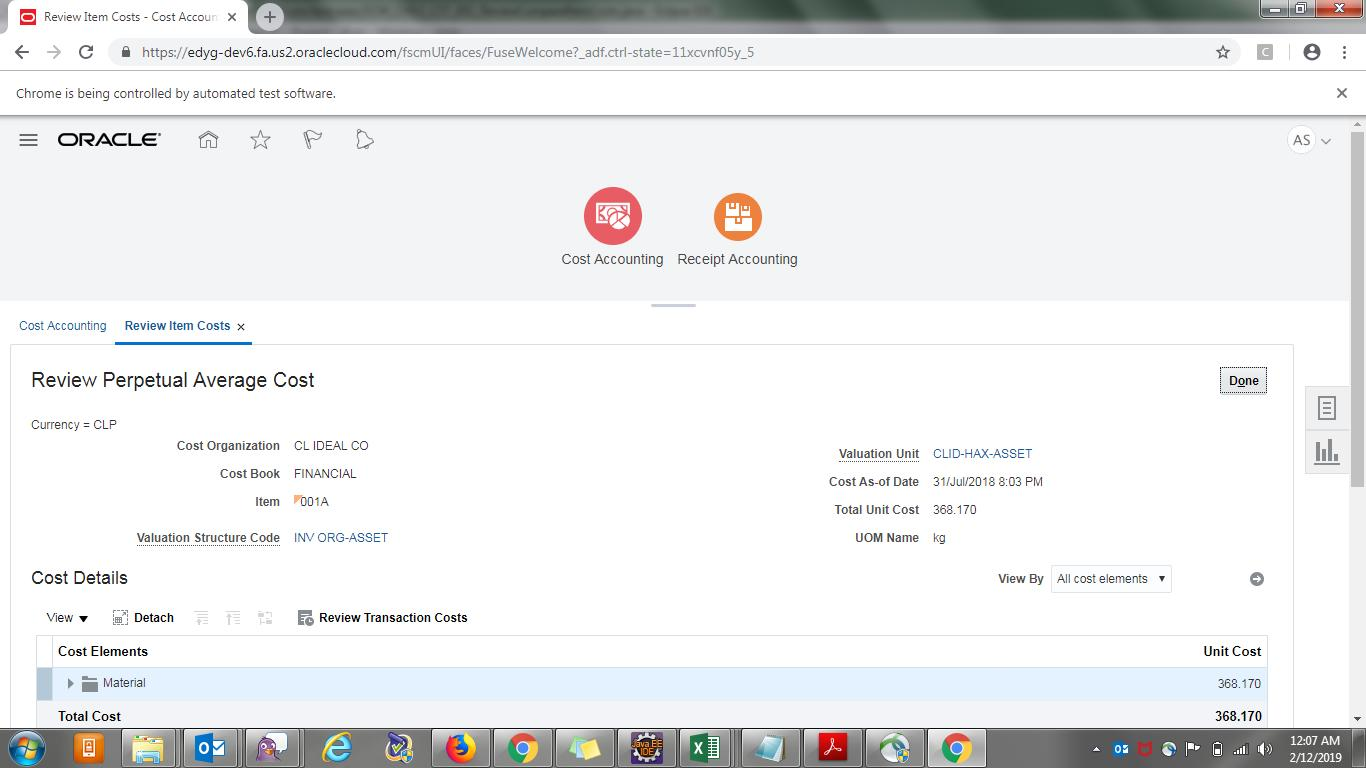 Review Item Costs - Cost Accoun
https://edyg-dev6.fa.us2.oraclecloud.com/fscmUI/faces/FuseWelcome?_adf.ctrl-state=11xcvnf05y_5
C
Chrome is being controlled by automated test software.
ORACLE
AS
Cost Accounting
Receipt Accounting
Cost Accounting
Review Item Costs
Review Perpetual Average Cost
Done
Currency = CLP
Cost Organization CL IDEAL CO
Cost Book FINANCIAL
Item 001A
Valuation Structure Code INV ORG-ASSET
Valuation Unit CLID-HAX-ASSET
Cost As-of Date 31/Jul/2018 8:03 PM
Total Unit Cost 368.170
UOM Name kg
Cost Details
View By All cost elements
View
Detach
Review Transaction Costs
Cost Elements Unit Cost
Material 368.170
Total Cost 368.170
Java EE
IDE
12:07 AM
2/12/2019